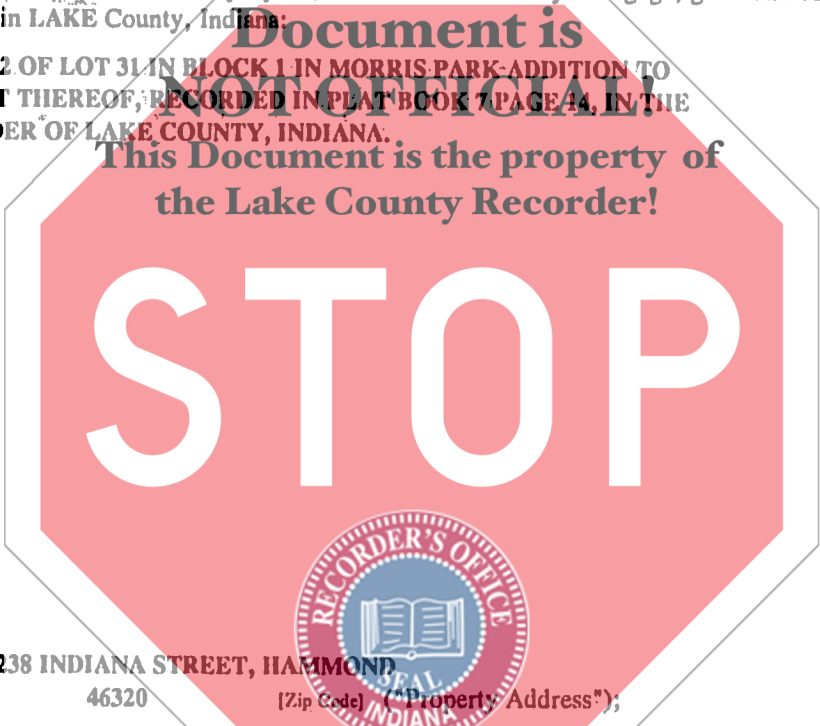 in LAKE County, Indiana:
Document is
2 OF LOT 31 IN BLOCK 1 IN MORRIS PARK ADDITION TO
T THEREOF, RECORDED IN PLAT BOOK 7 PAGE 14, IN THE
NOT OFFICIAL!
DER OF LAKE COUNTY, INDIANA.
This Document is the property of
the Lake County Recorder!
STOP
RECORDER'S OFFICE
238 INDIANA STREET, HAMMOND
SEAL
46320 [Zip Code] ("Property Address");
INDIANA